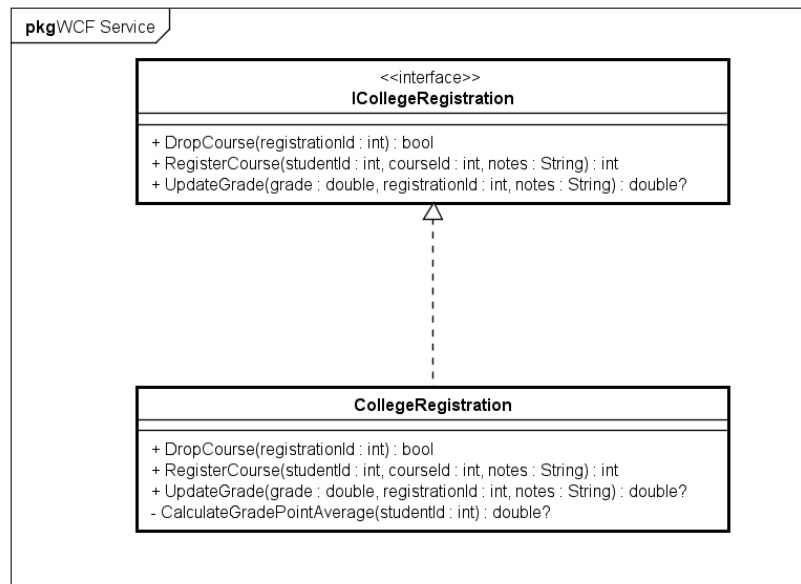 pkg WCF Service
<<interface>>
ICollegeRegistration
+ DropCourse(registrationId : int) : bool
+ RegisterCourse(studentId : int, courseId : int, notes : String) : int
+ UpdateGrade(grade : double, registrationId : int, notes : String) : double?
CollegeRegistration
+ DropCourse(registrationId : int) : bool
+ RegisterCourse(studentId : int, courseId : int, notes : String) : int
+ UpdateGrade(grade : double, registrationId : int, notes : String) : double?
- CalculateGradePointAverage(studentId : int) : double?